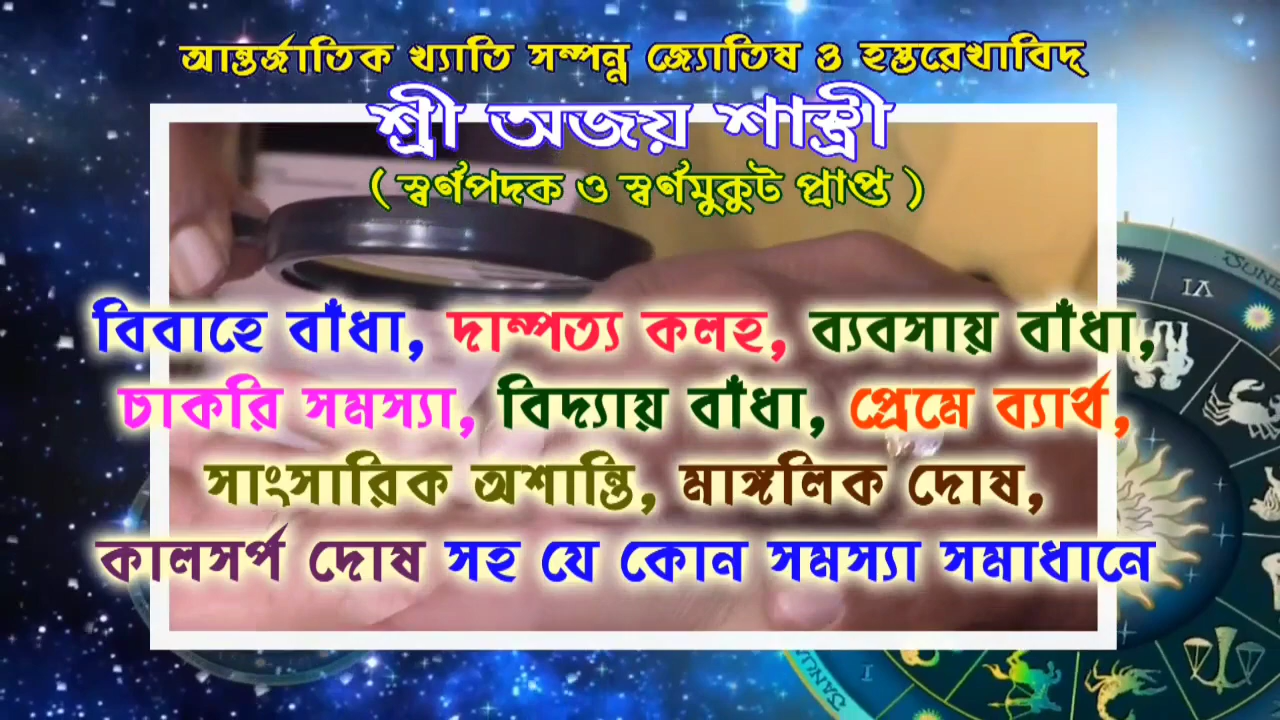 আন্তর্জাতিক খ্যাতি সম্পন্ন জ্যোতিষ ও হস্তরেখাবিদ্
শ্রী অজয় শাস্ত্রী
( স্বর্ণপদক ও স্বর্ণমুকুট প্রাপ্ত )
বিবাহে বাঁধা, দাম্পত্য কলহ, ব্যবসায় বাঁধা,
চাকরি সমস্যা, বিদ্যায় বাঁধা, প্রেমে ব্যার্থ,
সাংসারিক অশান্তি, মাঙ্গলিক দোষ,
কালসর্প দোষ সহ যে কোন সমস্যা সমাধানে
VI
I